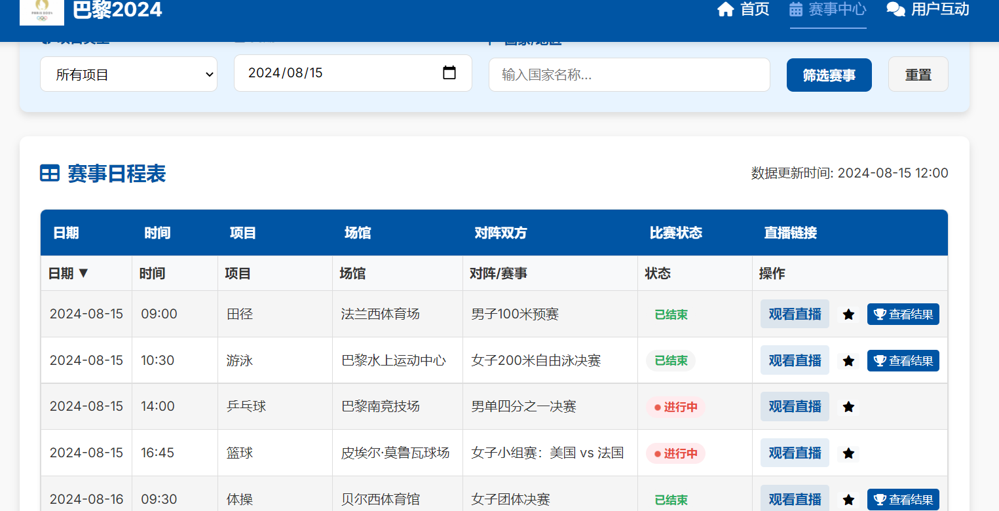 PARIS 2024
巴黎2024
首页
赛事中心
用户互动
国家/地区
所有项目
2024/08/15
输入国家名称...
筛选赛事
重置
赛事日程表
数据更新时间: 2024-08-15 12:00
日期 时间 项目 场馆 对阵双方 比赛状态 直播链接
日期 ▼ 时间 项目 场馆 对阵/赛事 状态 操作
2024-08-15 09:00 田径 法兰西体育场 男子100米预赛 已结束 观看直播 ★ 查看结果
2024-08-15 10:30 游泳 巴黎水上运动中心 女子200米自由泳决赛 已结束 观看直播 ★ 查看结果
2024-08-15 14:00 乒乓球 巴黎南竞技场 男单四分之一决赛 进行中 观看直播 ★
2024-08-15 16:45 篮球 皮埃尔·莫鲁瓦球场 女子小组赛：美国 vs 法国 进行中 观看直播 ★
2024-08-16 09:30 体操 贝尔西体育馆 女子团体决赛 已结束 观看直播 ★ 查看结果